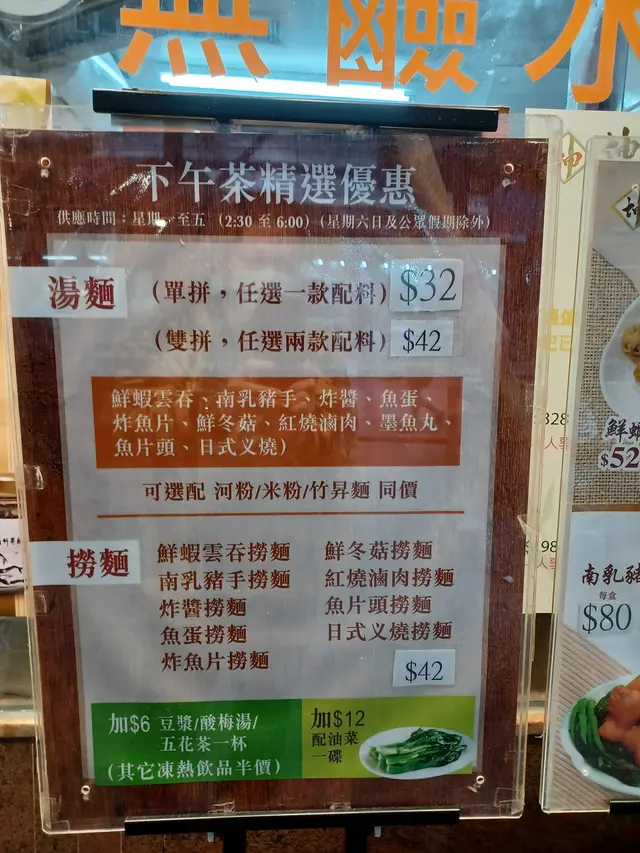 無鹼水
下午茶精選優惠
供應時間：星期一至五 (2:30 至 6:00) (星期六日及公眾假期除外)
湯麵 (單拼，任選一款配料) $32
(雙拼，任選兩款配料) $42
鮮蝦雲吞、南乳豬手、炸醬、魚蛋、
炸魚片、鮮冬菇、紅燒滷肉、墨魚丸、
魚片頭、日式义燒)
可選配 河粉/米粉/竹昇麵 同價
撈麵
鮮蝦雲吞撈麵 鮮冬菇撈麵
南乳豬手撈麵 紅燒滷肉撈麵
炸醬撈麵 魚片頭撈麵
魚蛋撈麵 日式义燒撈麵
炸魚片撈麵 $42
加$6 豆漿/酸梅湯/
五花茶一杯
(其它凍熱飲品半價)
加$12
配油菜
一碟
鮮蝦
$52
南乳豬
每盒
$80